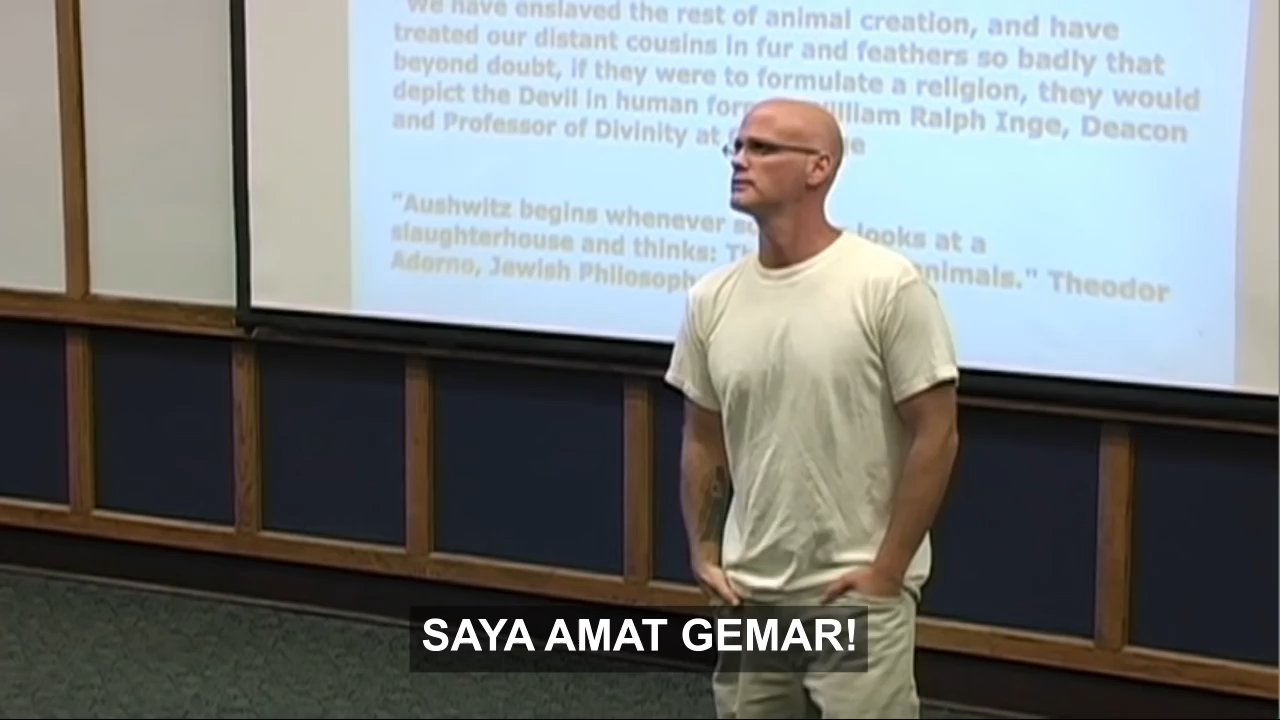 "We have enslaved the rest of animal creation, and have
treated our distant cousins in fur and feathers so badly that
beyond doubt, if they were to formulate a religion, they would
depict the Devil in human form Ralph Inge, Deacon
and Professor of Divinity at
"Aushwitz begins whenever looks at a
slaughterhouse and thinks: animals." Theodor
Adorno, Jewish
SAYA AMAT GEMAR!